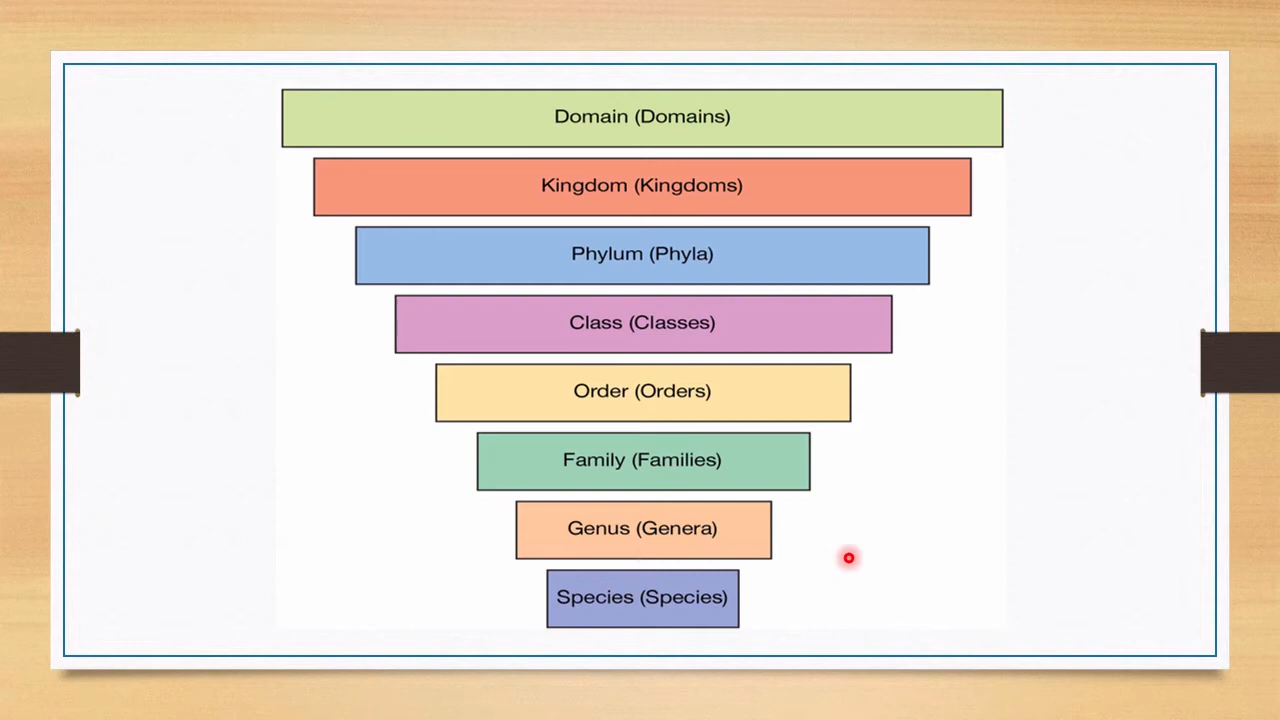 Domain (Domains)
Kingdom (Kingdoms)
Phylum (Phyla)
Class (Classes)
Order (Orders)
Family (Families)
Genus (Genera)
Species (Species)